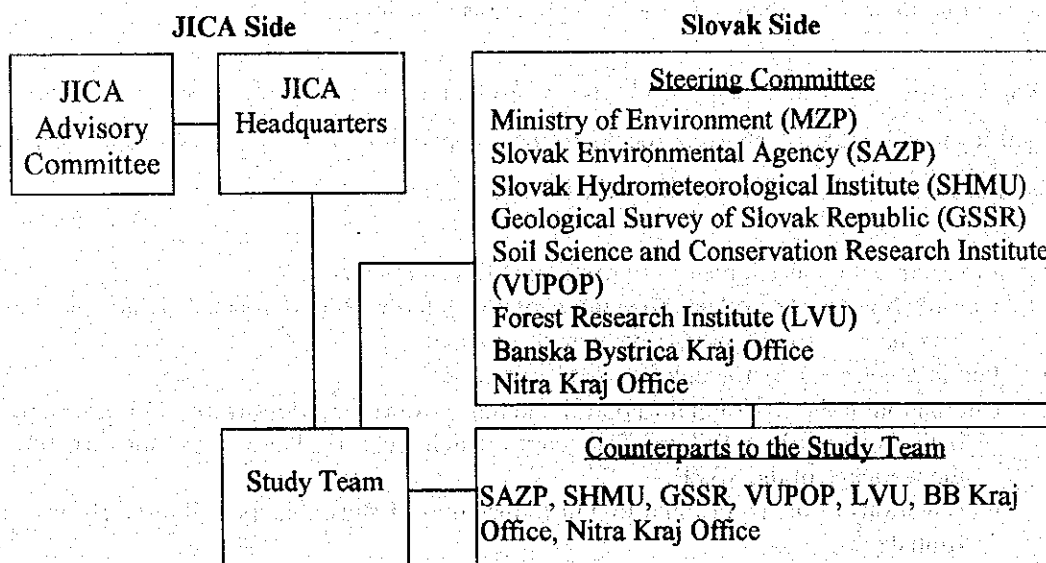 JICA Side
JICA
Advisory
Committee
JICA
Headquarters
Study Team
Slovak Side
Steering Committee
Ministry of Environment (MZP)
Slovak Environmental Agency (SAZP)
Slovak Hydrometeorological Institute (SHMU)
Geological Survey of Slovak Republic (GSSR)
Soil Science and Conservation Research Institute
(VUPOP)
Forest Research Institute (LVU)
Banska Bystrica Kraj Office
Nitra Kraj Office
Counterparts to the Study Team
SAZP, SHMU, GSSR, VUPOP, LVU, BB Kraj
Office, Nitra Kraj Office